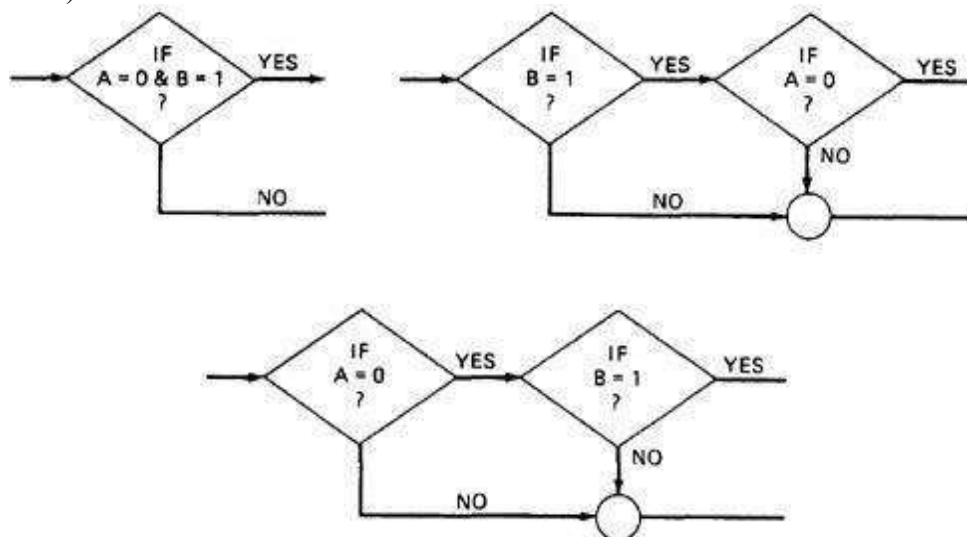 IF
A = 0 & B = 1
?
YES
NO
IF
B = 1
?
YES
NO
IF
A = 0
?
YES
NO
IF
A = 0
?
YES
NO
IF
B = 1
?
YES
NO